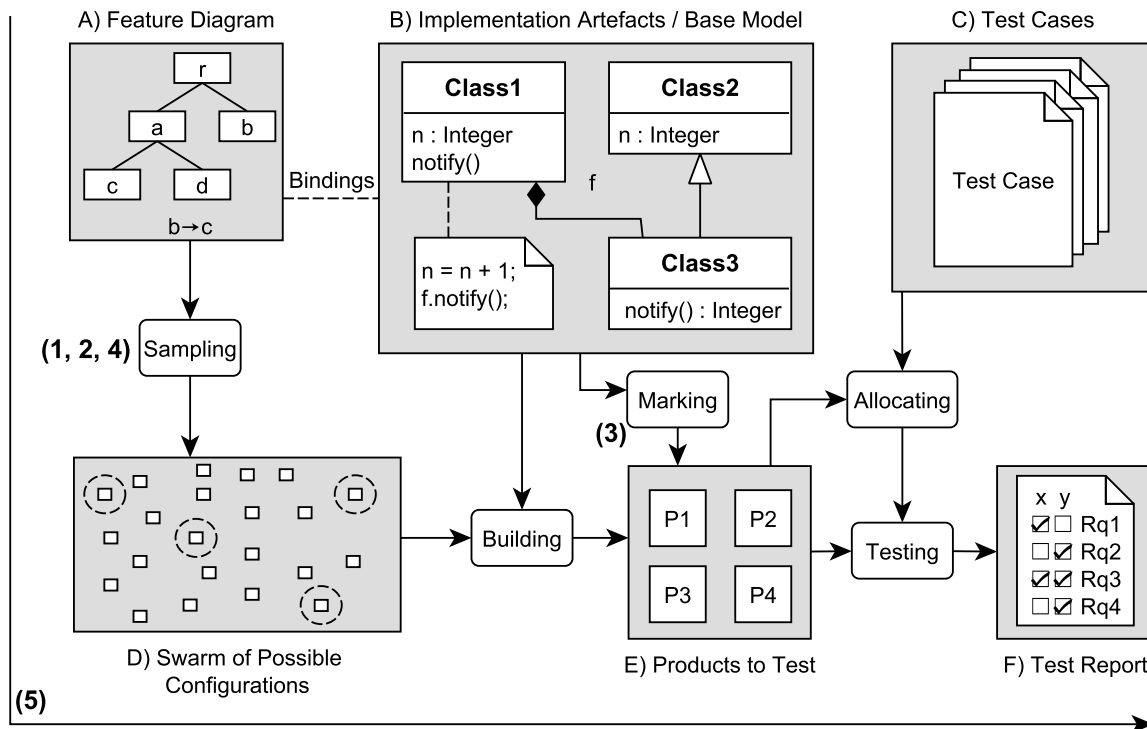 A) Feature Diagram
r
a
b
c
d
b→c
Bindings
B) Implementation Artefacts / Base Model
Class1
n : Integer
notify()
Class2
n : Integer
f
n = n + 1;
f.notify();
Class3
notify() : Integer
C) Test Cases
Test Case
(1, 2, 4)
Sampling
Marking
(3)
Allocating
D) Swarm of Possible
Configurations
Building
P1
P2
P3
P4
E) Products to Test
Testing
x y
Rq1
Rq2
Rq3
Rq4
F) Test Report
(5)